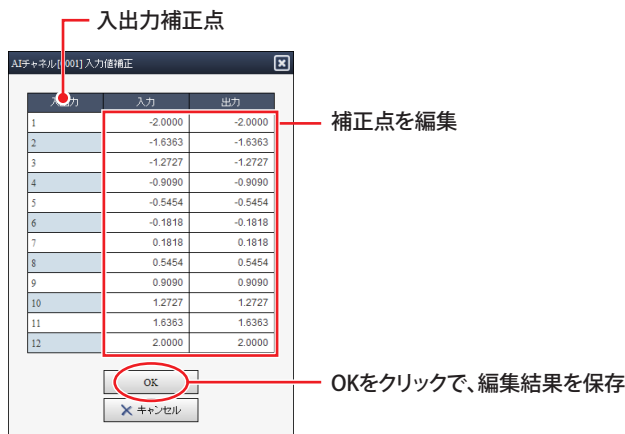 入出力補正点
AIチャネル[0001] 入力値補正
入出力 入力 出力
1 -2.0000 -2.0000
2 -1.6363 -1.6363
3 -1.2727 -1.2727
4 -0.9090 -0.9090
5 -0.5454 -0.5454
6 -0.1818 -0.1818
7 0.1818 0.1818
8 0.5454 0.5454
9 0.9090 0.9090
10 1.2727 1.2727
11 1.6363 1.6363
12 2.0000 2.0000
補正点を編集
OK
OKをクリックで、編集結果を保存
キャンセル